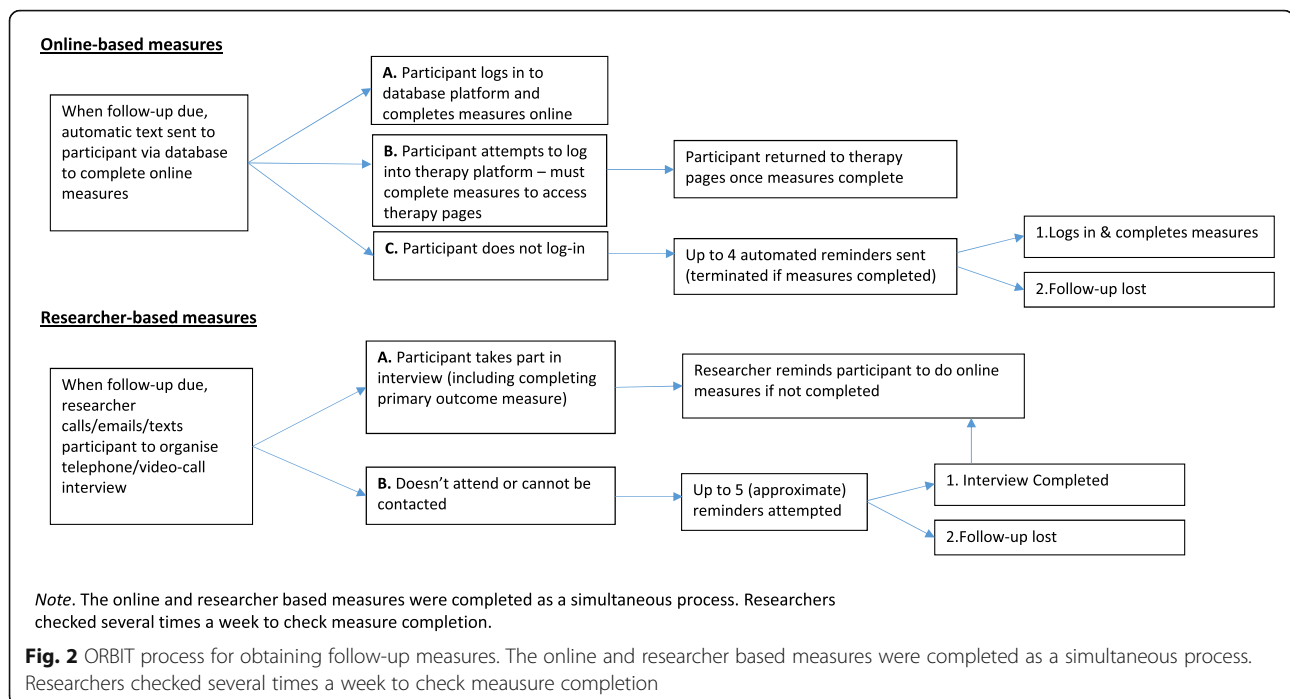 Online-based measures
When follow-up due,
automatic text sent to
participant via database
to complete online
measures
A. Participant logs in to
database platform and
completes measures online
B. Participant attempts to log
into therapy platform – must
complete measures to access
therapy pages
Participant returned to therapy
pages once measures complete
C. Participant does not log-in
Up to 4 automated reminders sent
(terminated if measures completed)
1.Logs in & completes measures
2.Follow-up lost
Researcher-based measures
When follow-up due,
researcher
calls/emails/texts
participant to organise
telephone/video-call
interview
A. Participant takes part in
interview (including completing
primary outcome measure)
Researcher reminds participant to do online
measures if not completed
B. Doesn’t attend or cannot be
contacted
Up to 5 (approximate)
reminders attempted
1. Interview Completed
2.Follow-up lost
Note. The online and researcher based measures were completed as a simultaneous process. Researchers
checked several times a week to check measure completion.
Fig. 2 ORBIT process for obtaining follow-up measures. The online and researcher based measures were completed as a simultaneous process.
Researchers checked several times a week to check meausure completion